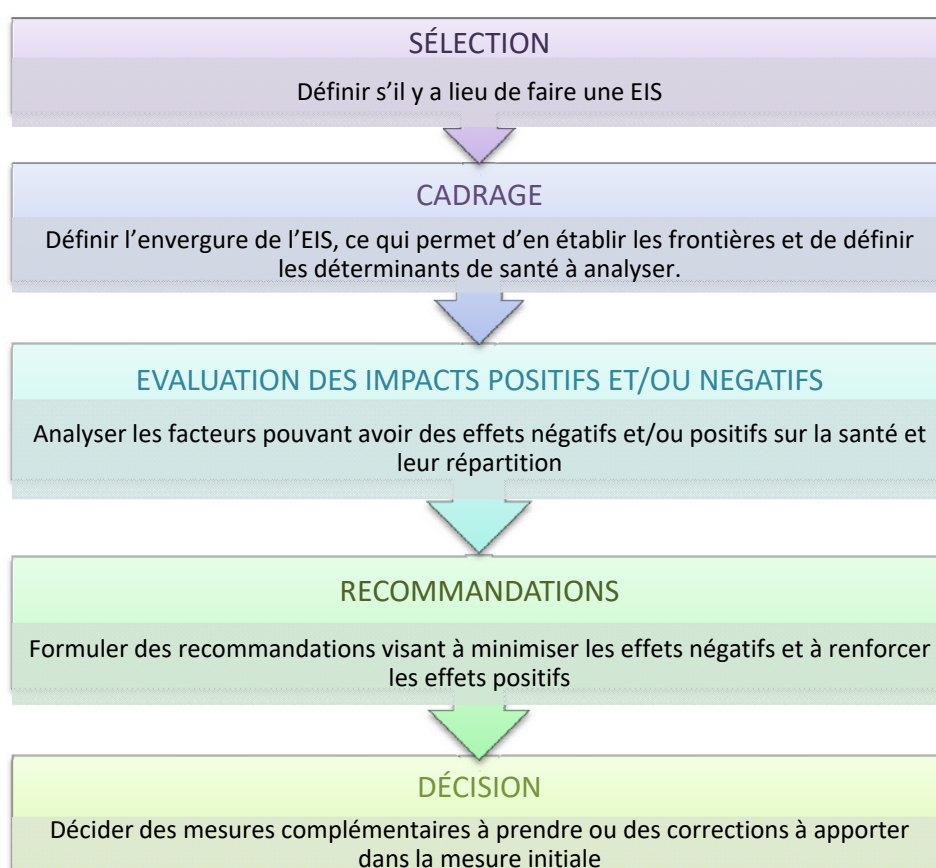 SÉLECTION
Définir s’il y a lieu de faire une EIS
CADRAGE
Définir l’envergure de l’EIS, ce qui permet d’en établir les frontières et de définir
les déterminants de santé à analyser.
EVALUATION DES IMPACTS POSITIFS ET/OU NEGATIFS
Analyser les facteurs pouvant avoir des effets négatifs et/ou positifs sur la santé et
leur répartition
RECOMMANDATIONS
Formuler des recommandations visant à minimiser les effets négatifs et à renforcer
les effets positifs
DÉCISION
Décider des mesures complémentaires à prendre ou des corrections à apporter
dans la mesure initiale